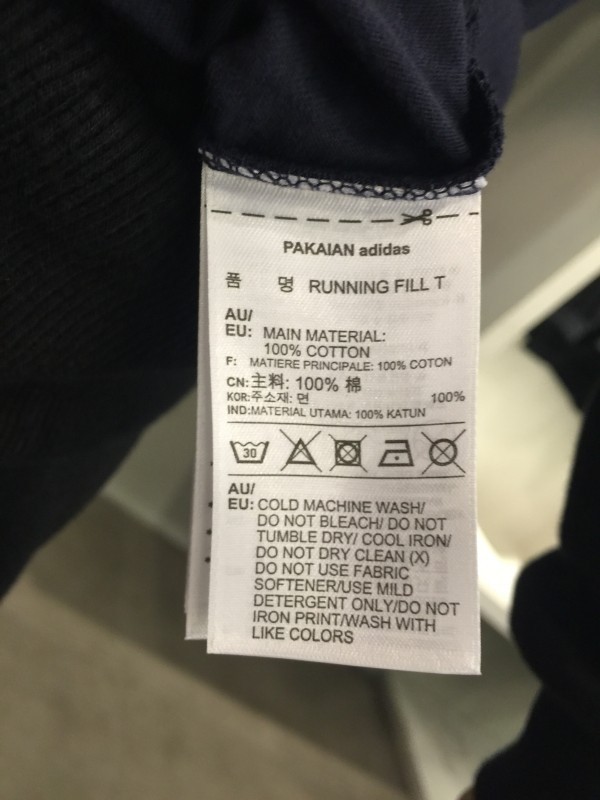 PAKAIAN adidas
품 명 RUNNING FILL T
AU/
EU: MAIN MATERIAL:
100% COTTON
F: MATIERE PRINCIPALE: 100% COTON
CN:主料: 100% 棉
KOR:주소재: 면 100%
IND:MATERIAL UTAMA: 100% KATUN
30
AU/
EU: COLD MACHINE WASH/
DO NOT BLEACH/ DO NOT
TUMBLE DRY/ COOL IRON/
DO NOT DRY CLEAN (X)
DO NOT USE FABRIC
SOFTENER/USE MILD
DETERGENT ONLY/DO NOT
IRON PRINT/WASH WITH
LIKE COLORS